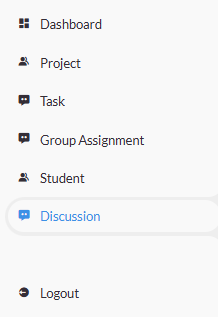 Dashboard
Project
Task
Group Assignment
Student
Discussion
Logout